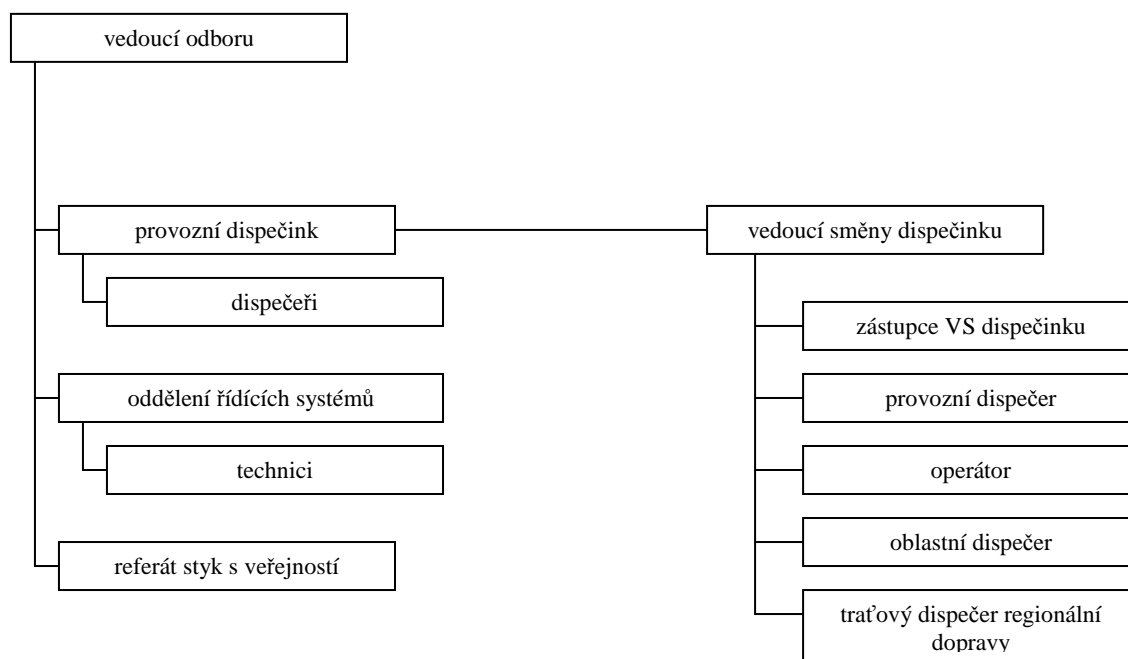 vedoucí odboru
provozní dispečink
dispečeři
oddělení řídících systémů
technici
referát styk s veřejností
vedoucí směny dispečinku
zástupce VS dispečinku
provozní dispečer
operátor
oblastní dispečer
traťový dispečer regionální
dopravy